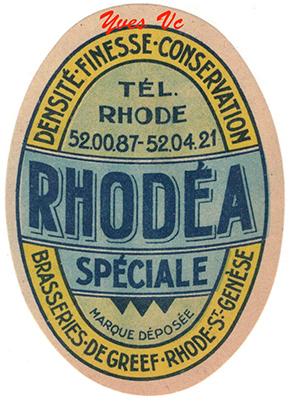 Yves Vc
DENSITÉ·FINESSE·CONSERVATION
TÉL.
RHODE
52.00.87-52.04.21
RHODÉA
SPÉCIALE
MARQUE DÉPOSÉE
BRASSERIES·DE GREEF·RHODE-ST-GENÈSE